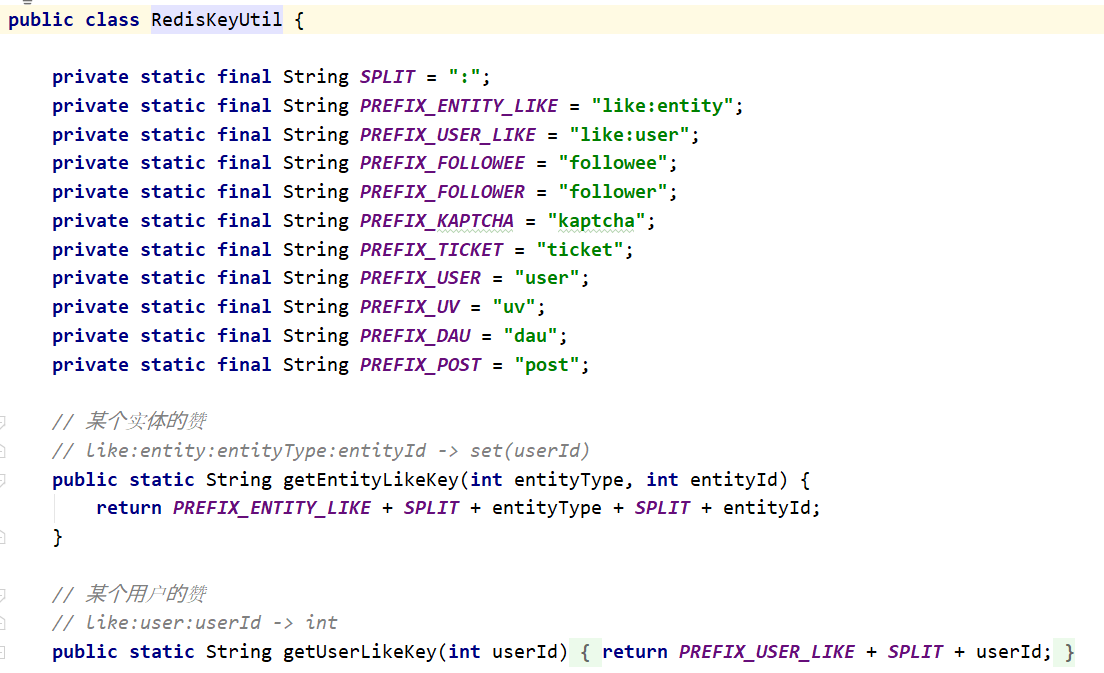 public class RedisKeyUtil {
private static final String SPLIT = ":";
private static final String PREFIX_ENTITY_LIKE = "like:entity";
private static final String PREFIX_USER_LIKE = "like:user";
private static final String PREFIX_FOLLOWEE = "followee";
private static final String PREFIX_FOLLOWER = "follower";
private static final String PREFIX_KAPTCHA = "kaptcha";
private static final String PREFIX_TICKET = "ticket";
private static final String PREFIX_USER = "user";
private static final String PREFIX_UV = "uv";
private static final String PREFIX_DAU = "dau";
private static final String PREFIX_POST = "post";
// 某个实体的赞
// like:entity:entityType:entityId -> set(userId)
public static String getEntityLikeKey(int entityType, int entityId) {
return PREFIX_ENTITY_LIKE + SPLIT + entityType + SPLIT + entityId;
}
// 某个用户的赞
// like:user:userId -> int
public static String getUserLikeKey(int userId) { return PREFIX_USER_LIKE + SPLIT + userId; }